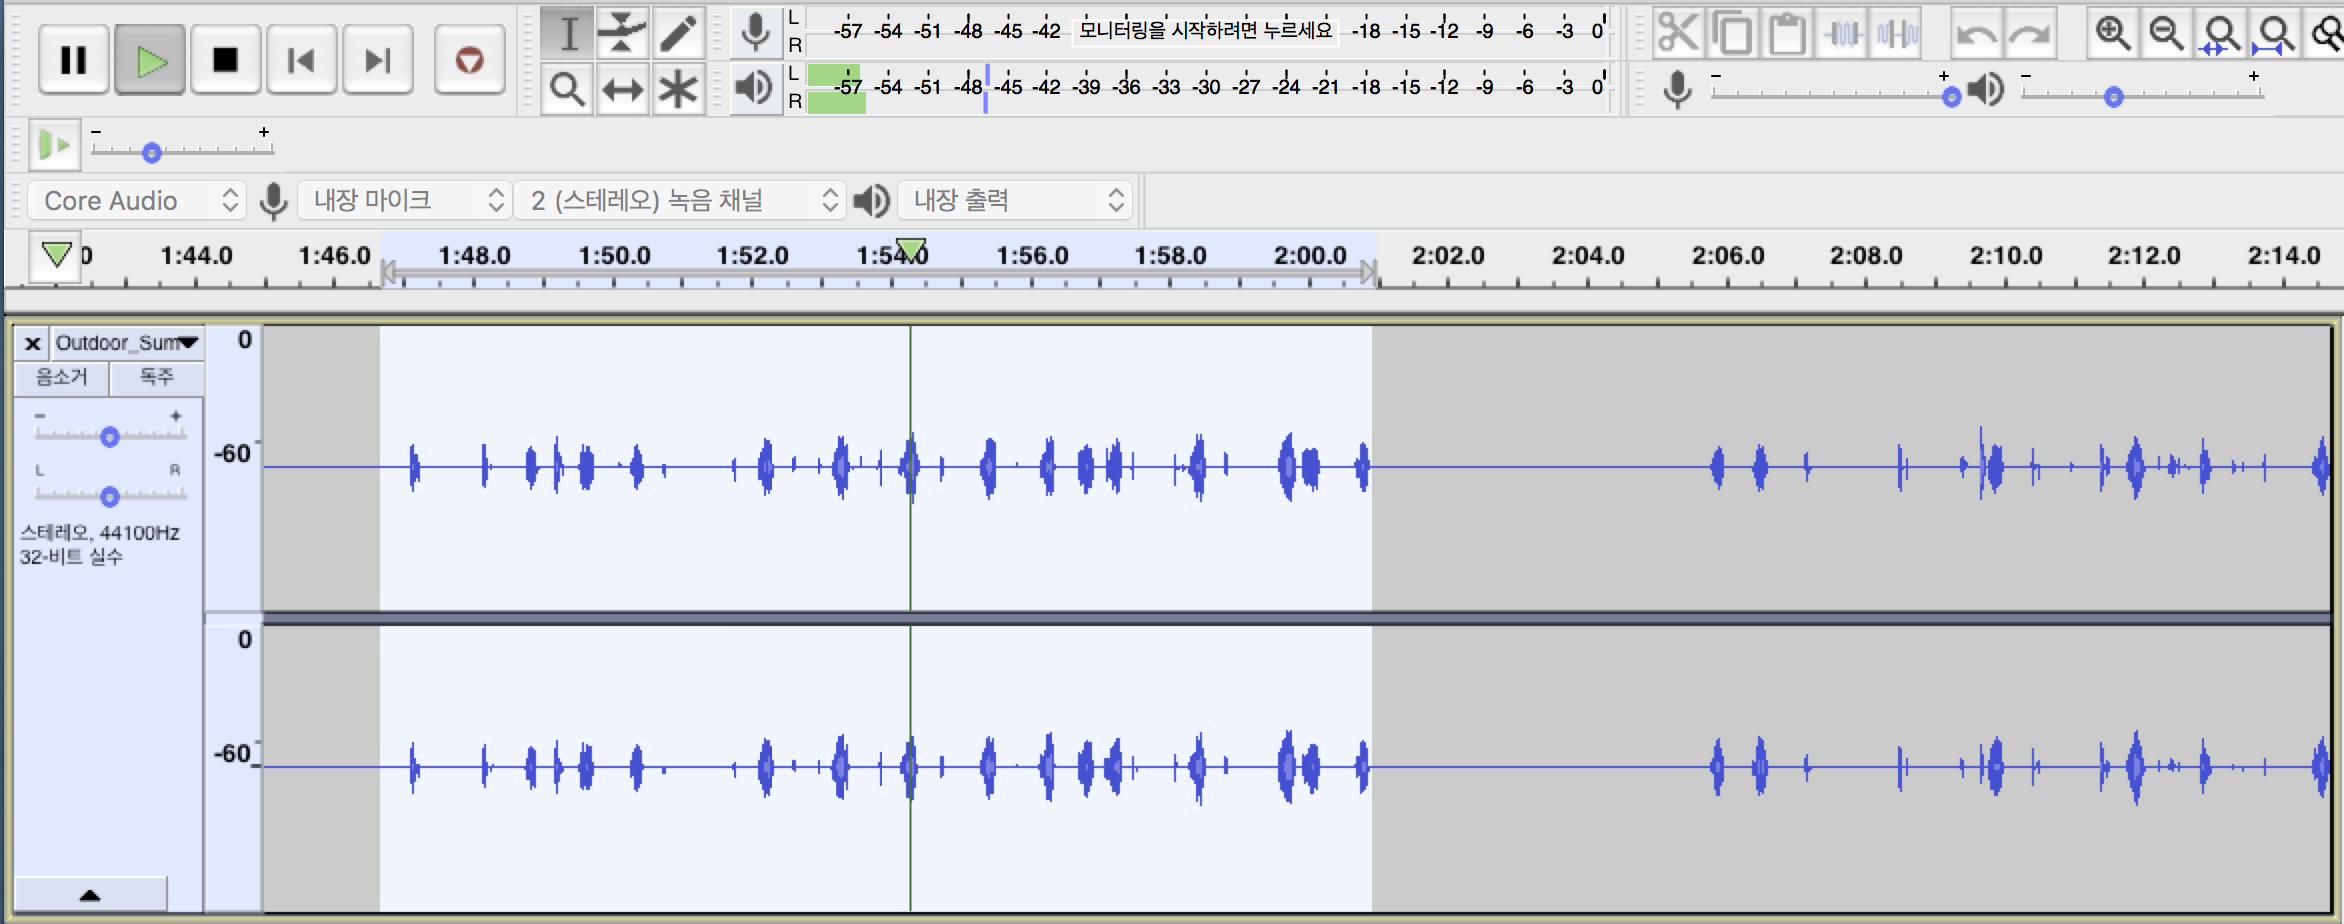 L
R
-57 -54 -51 -48 -45 -42 모니터링을 시작하려면 누르세요 -18 -15 -12 -9 -6 -3 0
L
R
-57 -54 -51 -48 -45 -42 -39 -36 -33 -30 -27 -24 -21 -18 -15 -12 -9 -6 -3 0
- +
- +
- +
Core Audio 내장 마이크 2 (스테레오) 녹음 채널 내장 출력
0 1:44.0 1:46.0 1:48.0 1:50.0 1:52.0 1:54.0 1:56.0 1:58.0 2:00.0 2:02.0 2:04.0 2:06.0 2:08.0 2:10.0 2:12.0 2:14.0
x Outdoor_Sum
음소거 독주
- +
L R
스테레오, 44100Hz
32-비트 실수
0
-60
0
-60